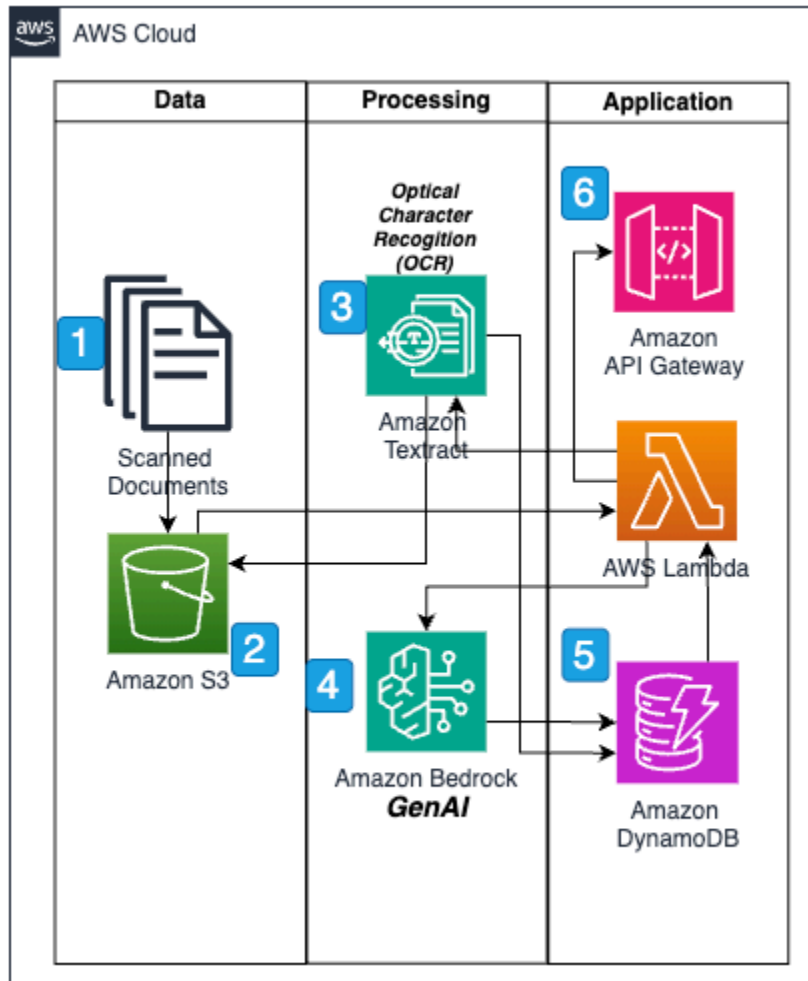 aws
AWS Cloud
Data
Processing
Application
1
Scanned
Documents
Amazon S3
2
Optical
Character
Recogition
(OCR)
3
Amazon
Textract
4
Amazon Bedrock
GenAI
6
</>
Amazon
API Gateway
AWS Lambda
5
Amazon
DynamoDB